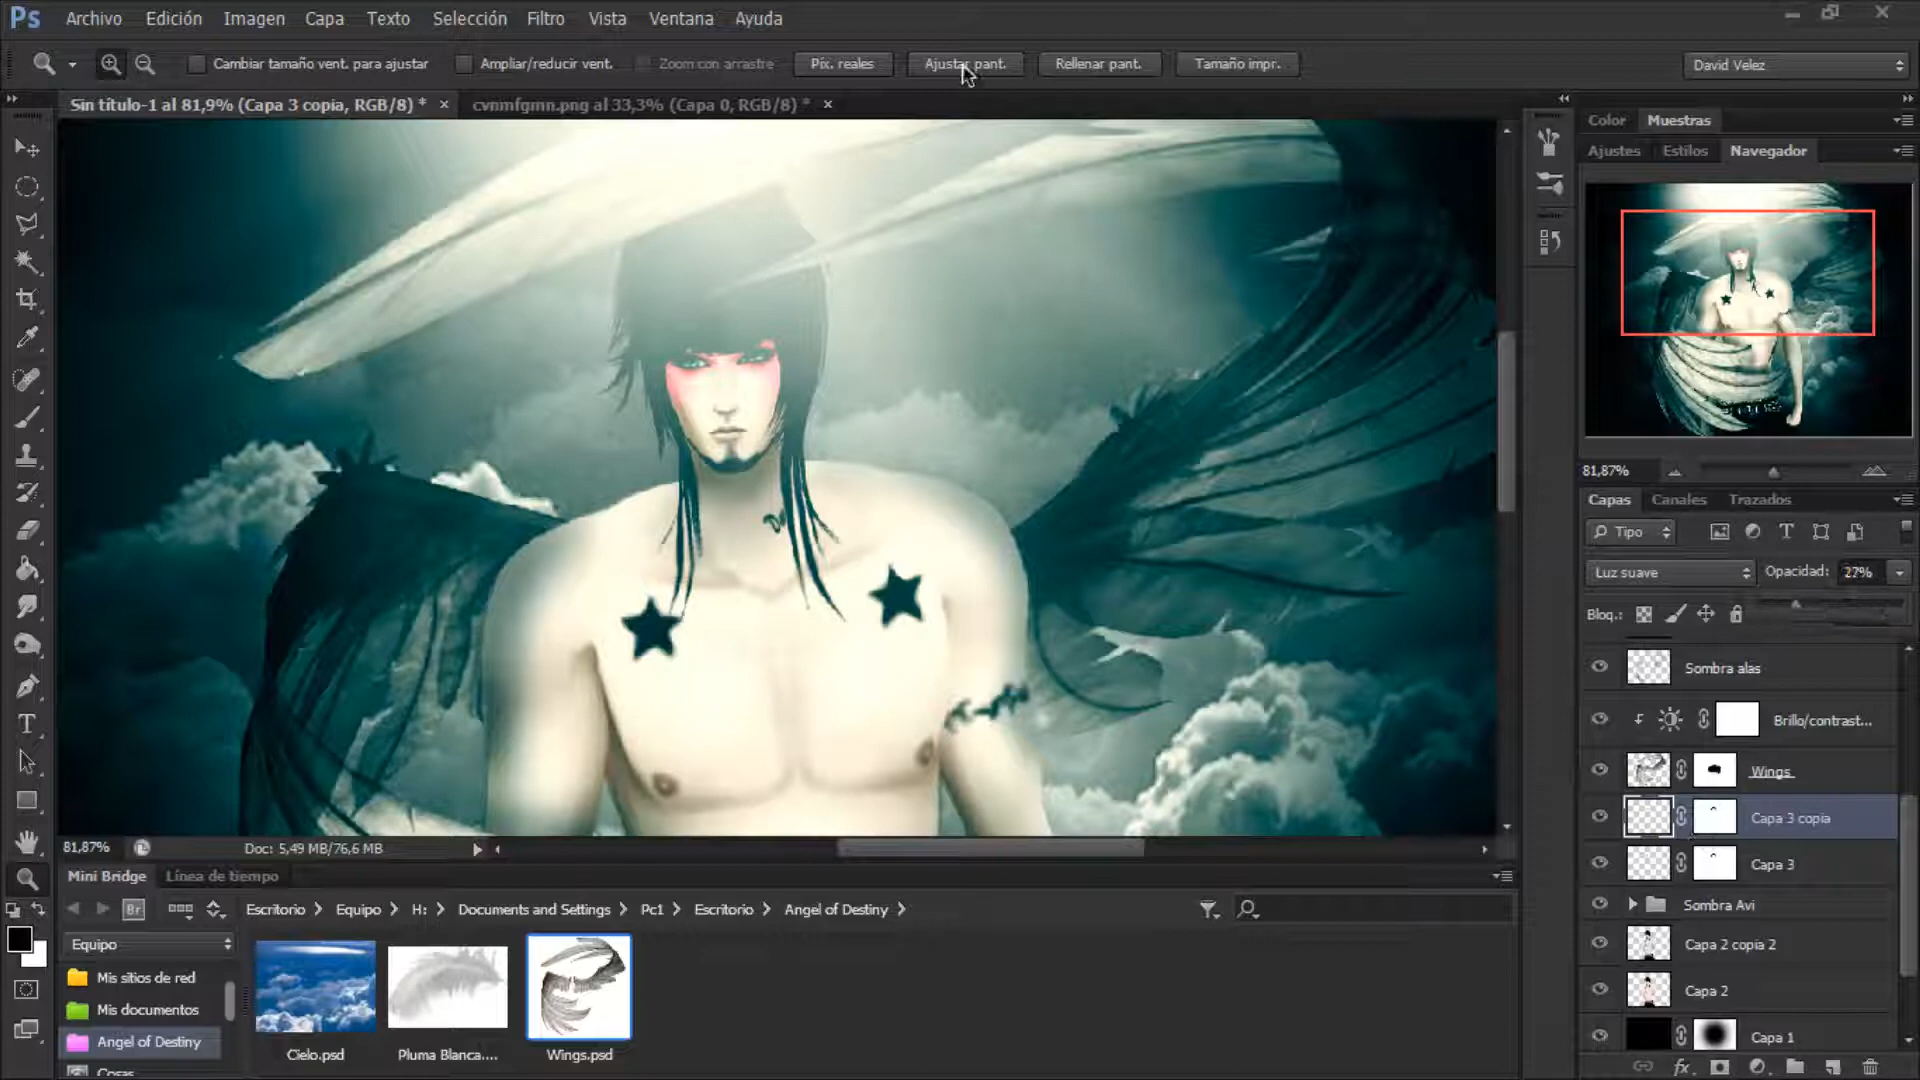 Ps Archivo Edición Imagen Capa Texto Selección Filtro Vista Ventana Ayuda
Cambiar tamaño vent. para ajustar Ampliar/reducir vent. Zoom con arrastre Píx. reales Ajustar pant. Rellenar pant. Tamaño impr. David Velez
Sin título-1 al 81,9% (Capa 3 copia, RGB/8) * × cvnmfgmn.png al 33,3% (Capa 0, RGB/8) * ×
Color Muestras
Ajustes Estilos Navegador
81,87%
Capas Canales Trazados
Tipo
Luz suave Opacidad: 27%
Bloq.:
Sombra alas
Brillo/contrast...
Wings
Capa 3 copia
Capa 3
Sombra Avi
Capa 2 copia 2
Capa 2
Capa 1
81,87% Doc: 5,49 MB/76,6 MB
Mini Bridge Línea de tiempo
Br Escritorio Equipo H: Documents and Settings Pc1 Escritorio Angel of Destiny
Equipo
Mis sitios de red
Mis documentos
Angel of Destiny
Cosas
Cielo.psd Pluma Blanca.... Wings.psd